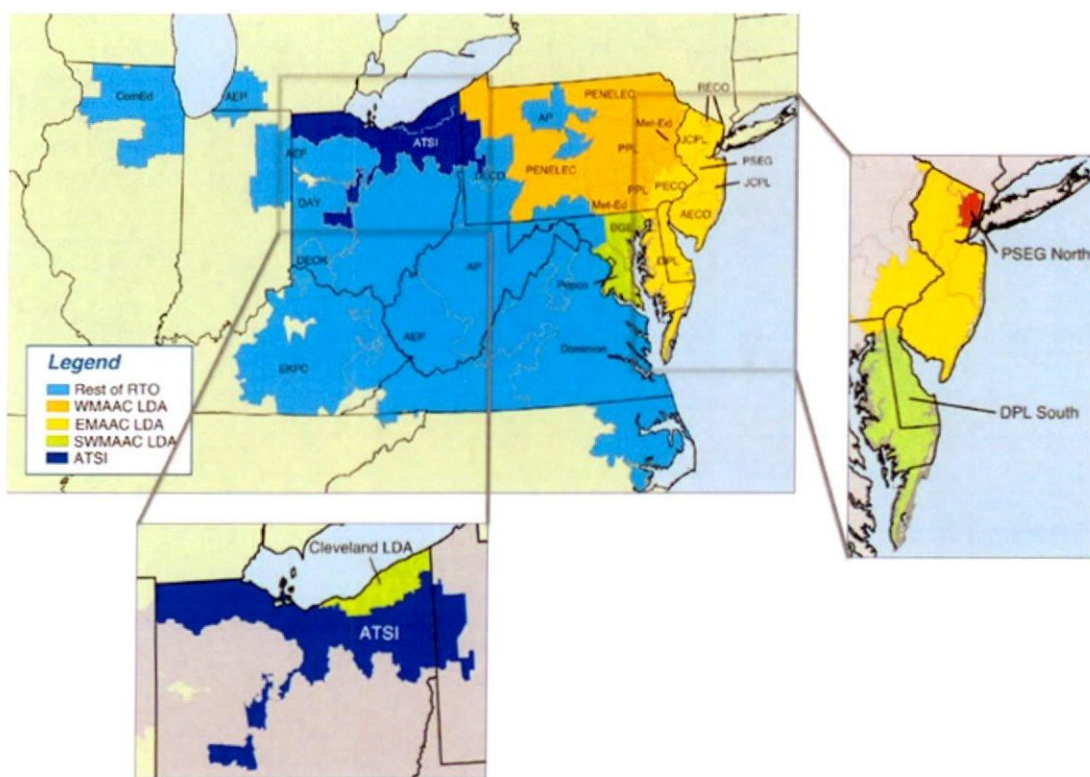 ComEd
AEP
PENELEC
RECO
AP
Met-Ed
JCPL
ATSI
AEP
PPL
PSEG
PENELEC
JCPL
DAY
PPL
PECO
Met-Ed
AECO
BGE
DEOK
AP
DPL
Pepco
AEP
Dominion
EKPC
PSEG North
DPL South
Legend
Rest of RTO
WMAAC LDA
EMAAC LDA
SWMAAC LDA
ATSI
Cleveland LDA
ATSI